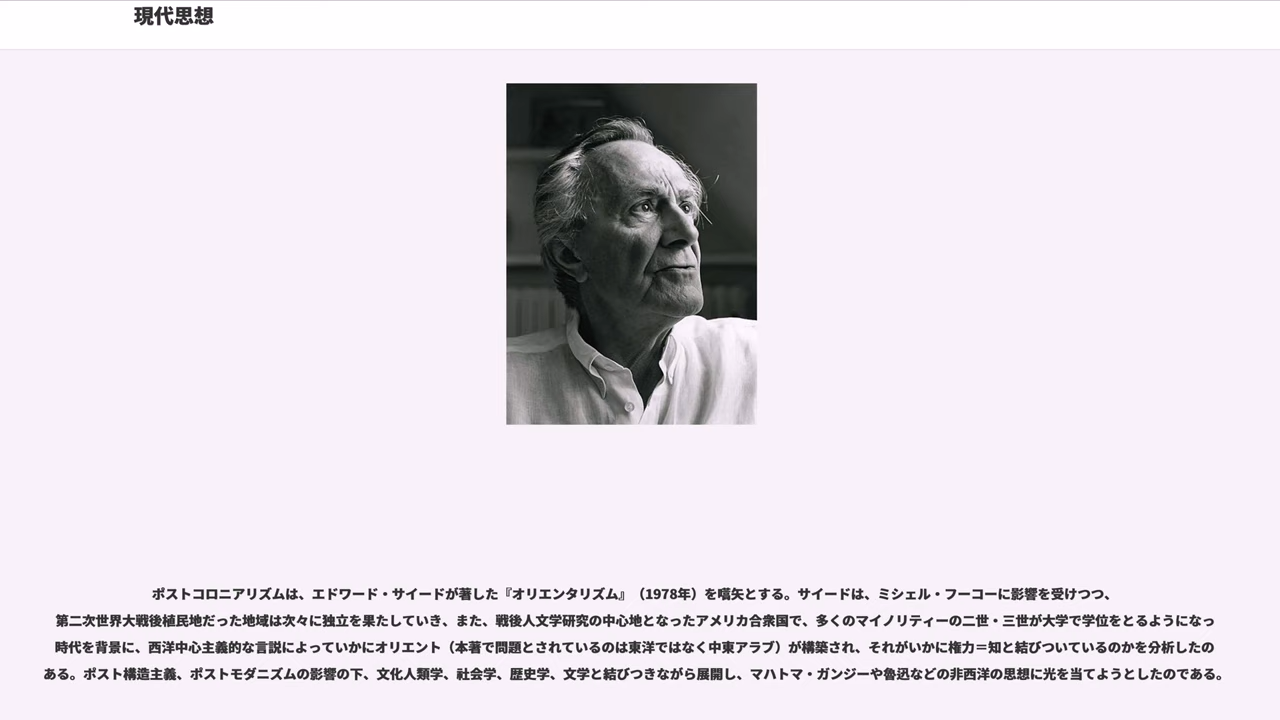 現代思想
ポストコロニアリズムは、エドワード・サイードが著した『オリエンタリズム』（1978年）を嚆矢とする。サイードは、ミシェル・フーコーに影響を受けつつ、
第二次世界大戦後植民地だった地域は次々に独立を果たしていき、また、戦後人文学研究の中心地となったアメリカ合衆国で、多くのマイノリティーの二世・三世が大学で学位をとるようになっ
時代を背景に、西洋中心主義的な言説によっていかにオリエント（本著で問題とされているのは東洋ではなく中東アラブ）が構築され、それがいかに権力＝知と結びついているのかを分析したの
ある。ポスト構造主義、ポストモダニズムの影響の下、文化人類学、社会学、歴史学、文学と結びつきながら展開し、マハトマ・ガンジーや魯迅などの非西洋の思想に光を当てようとしたのである。